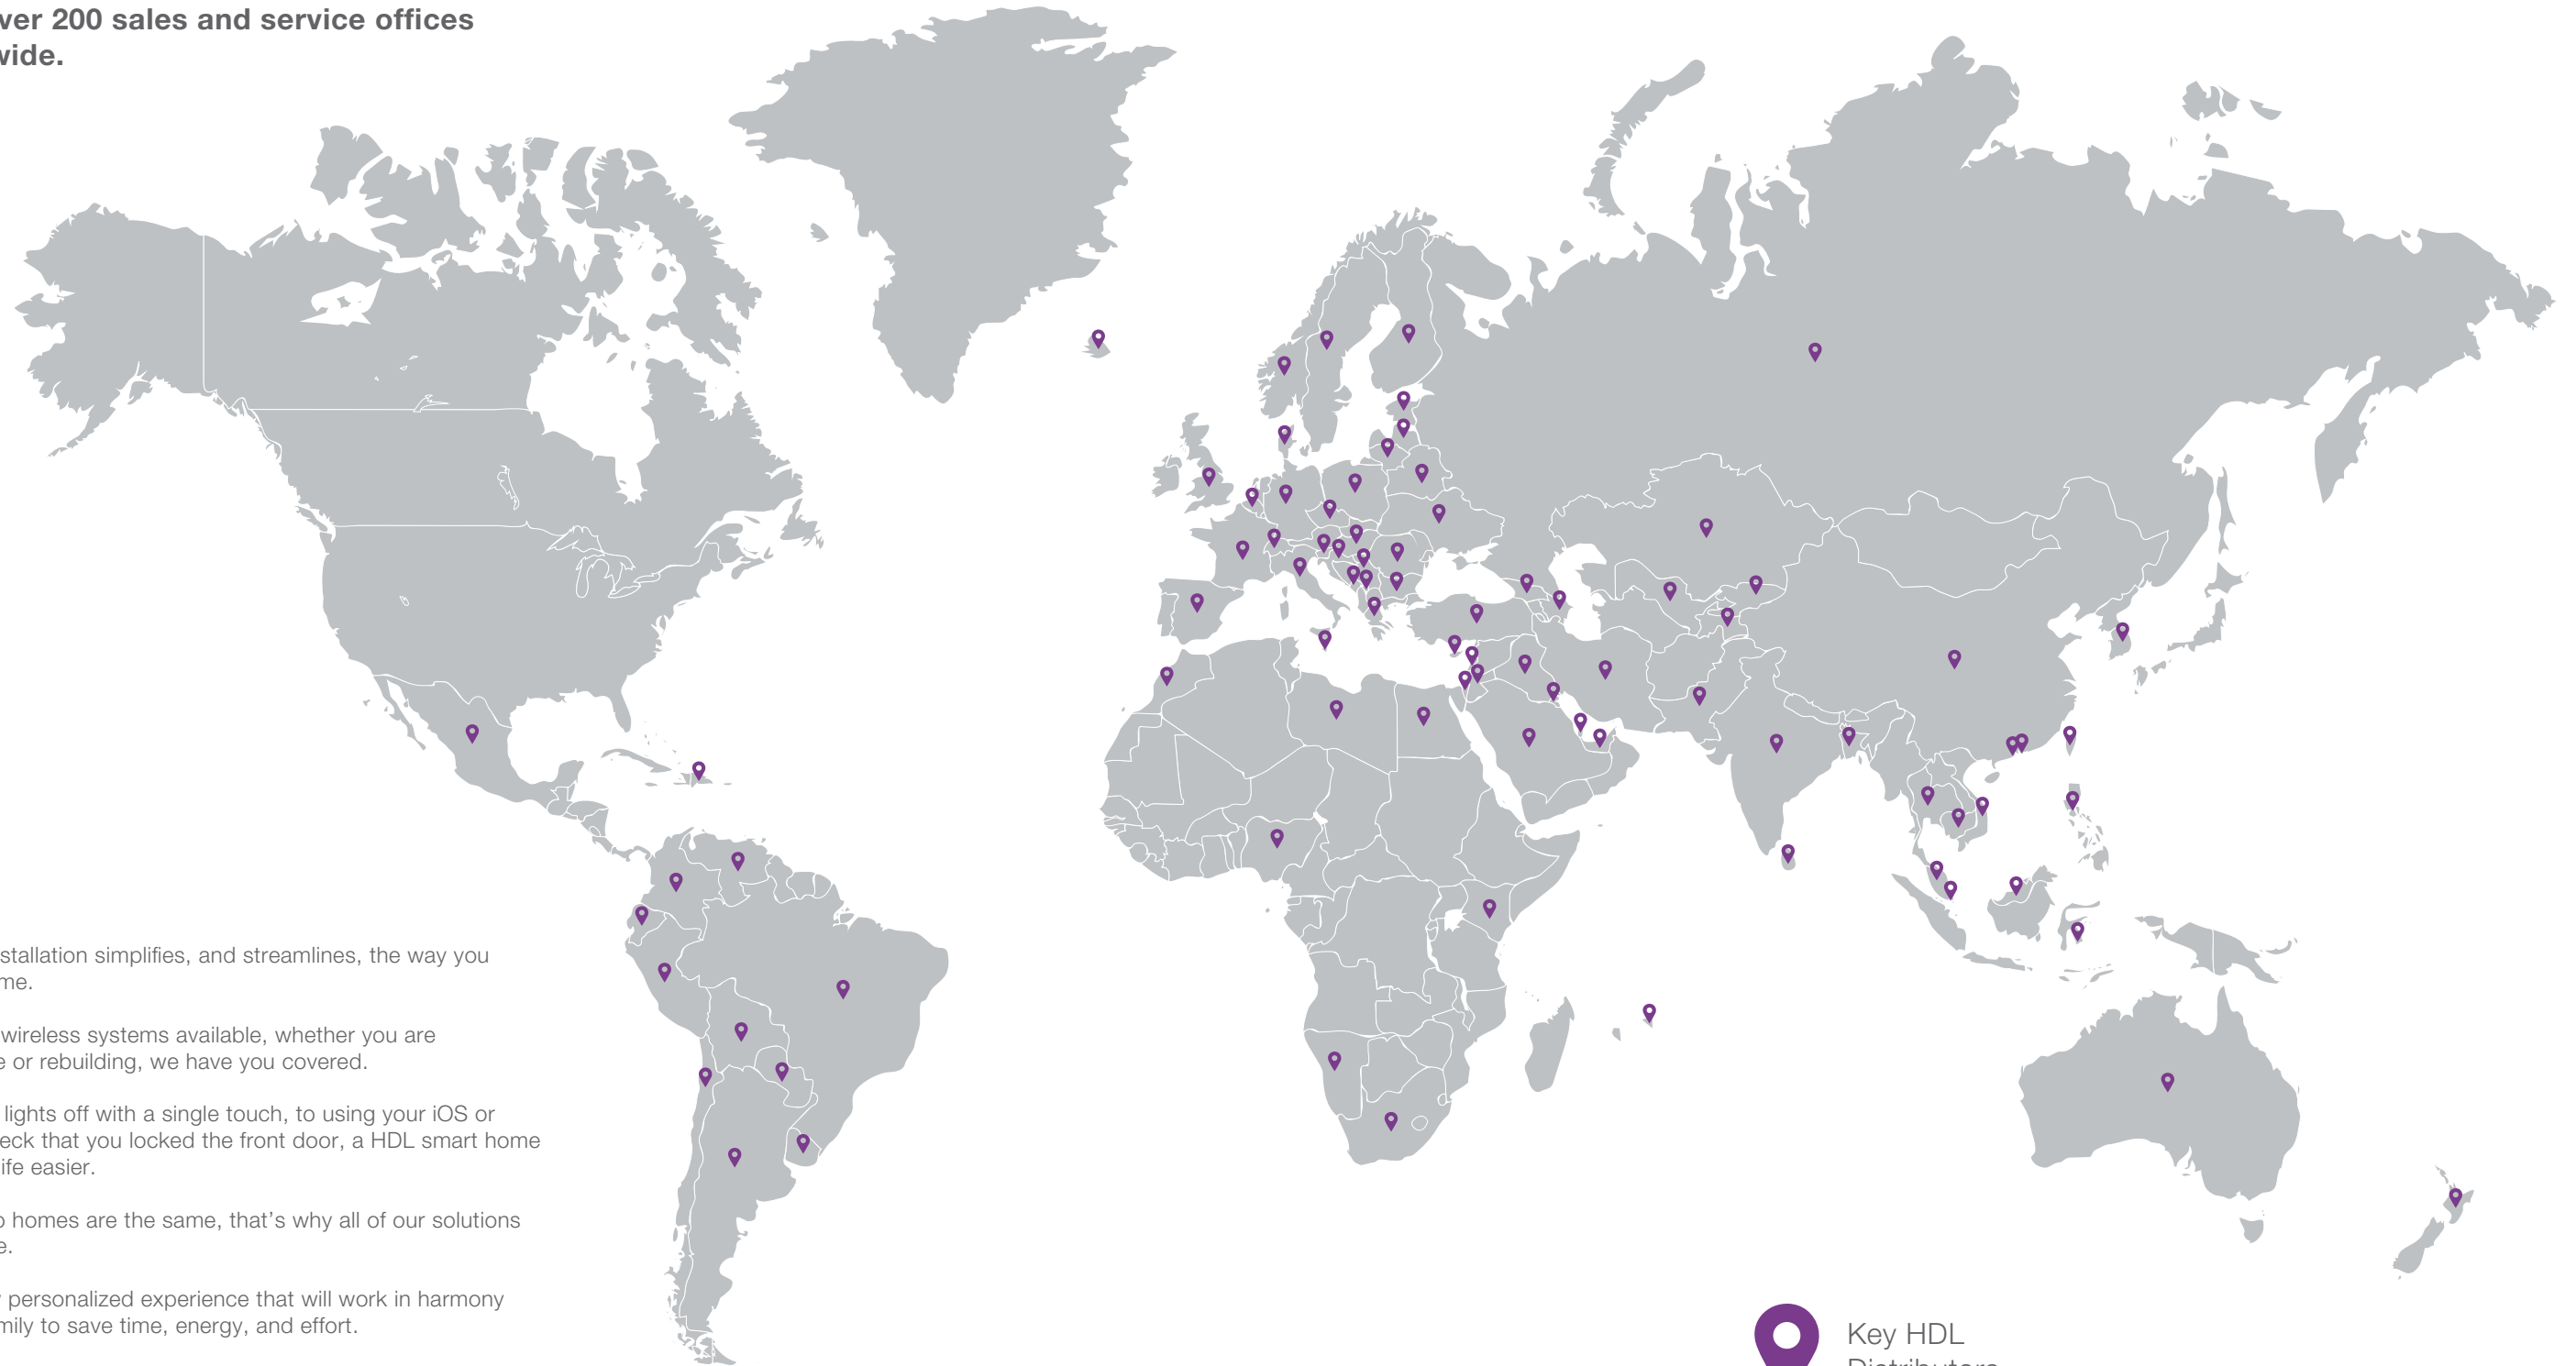 ver 200 sales and service offices
wide.
stallation simplifies, and streamlines, the way you
me.
wireless systems available, whether you are
e or rebuilding, we have you covered.
lights off with a single touch, to using your iOS or
eck that you locked the front door, a HDL smart home
life easier.
o homes are the same, that's why all of our solutions
e.
y personalized experience that will work in harmony
mily to save time, energy, and effort.
Key HDL
Distributors